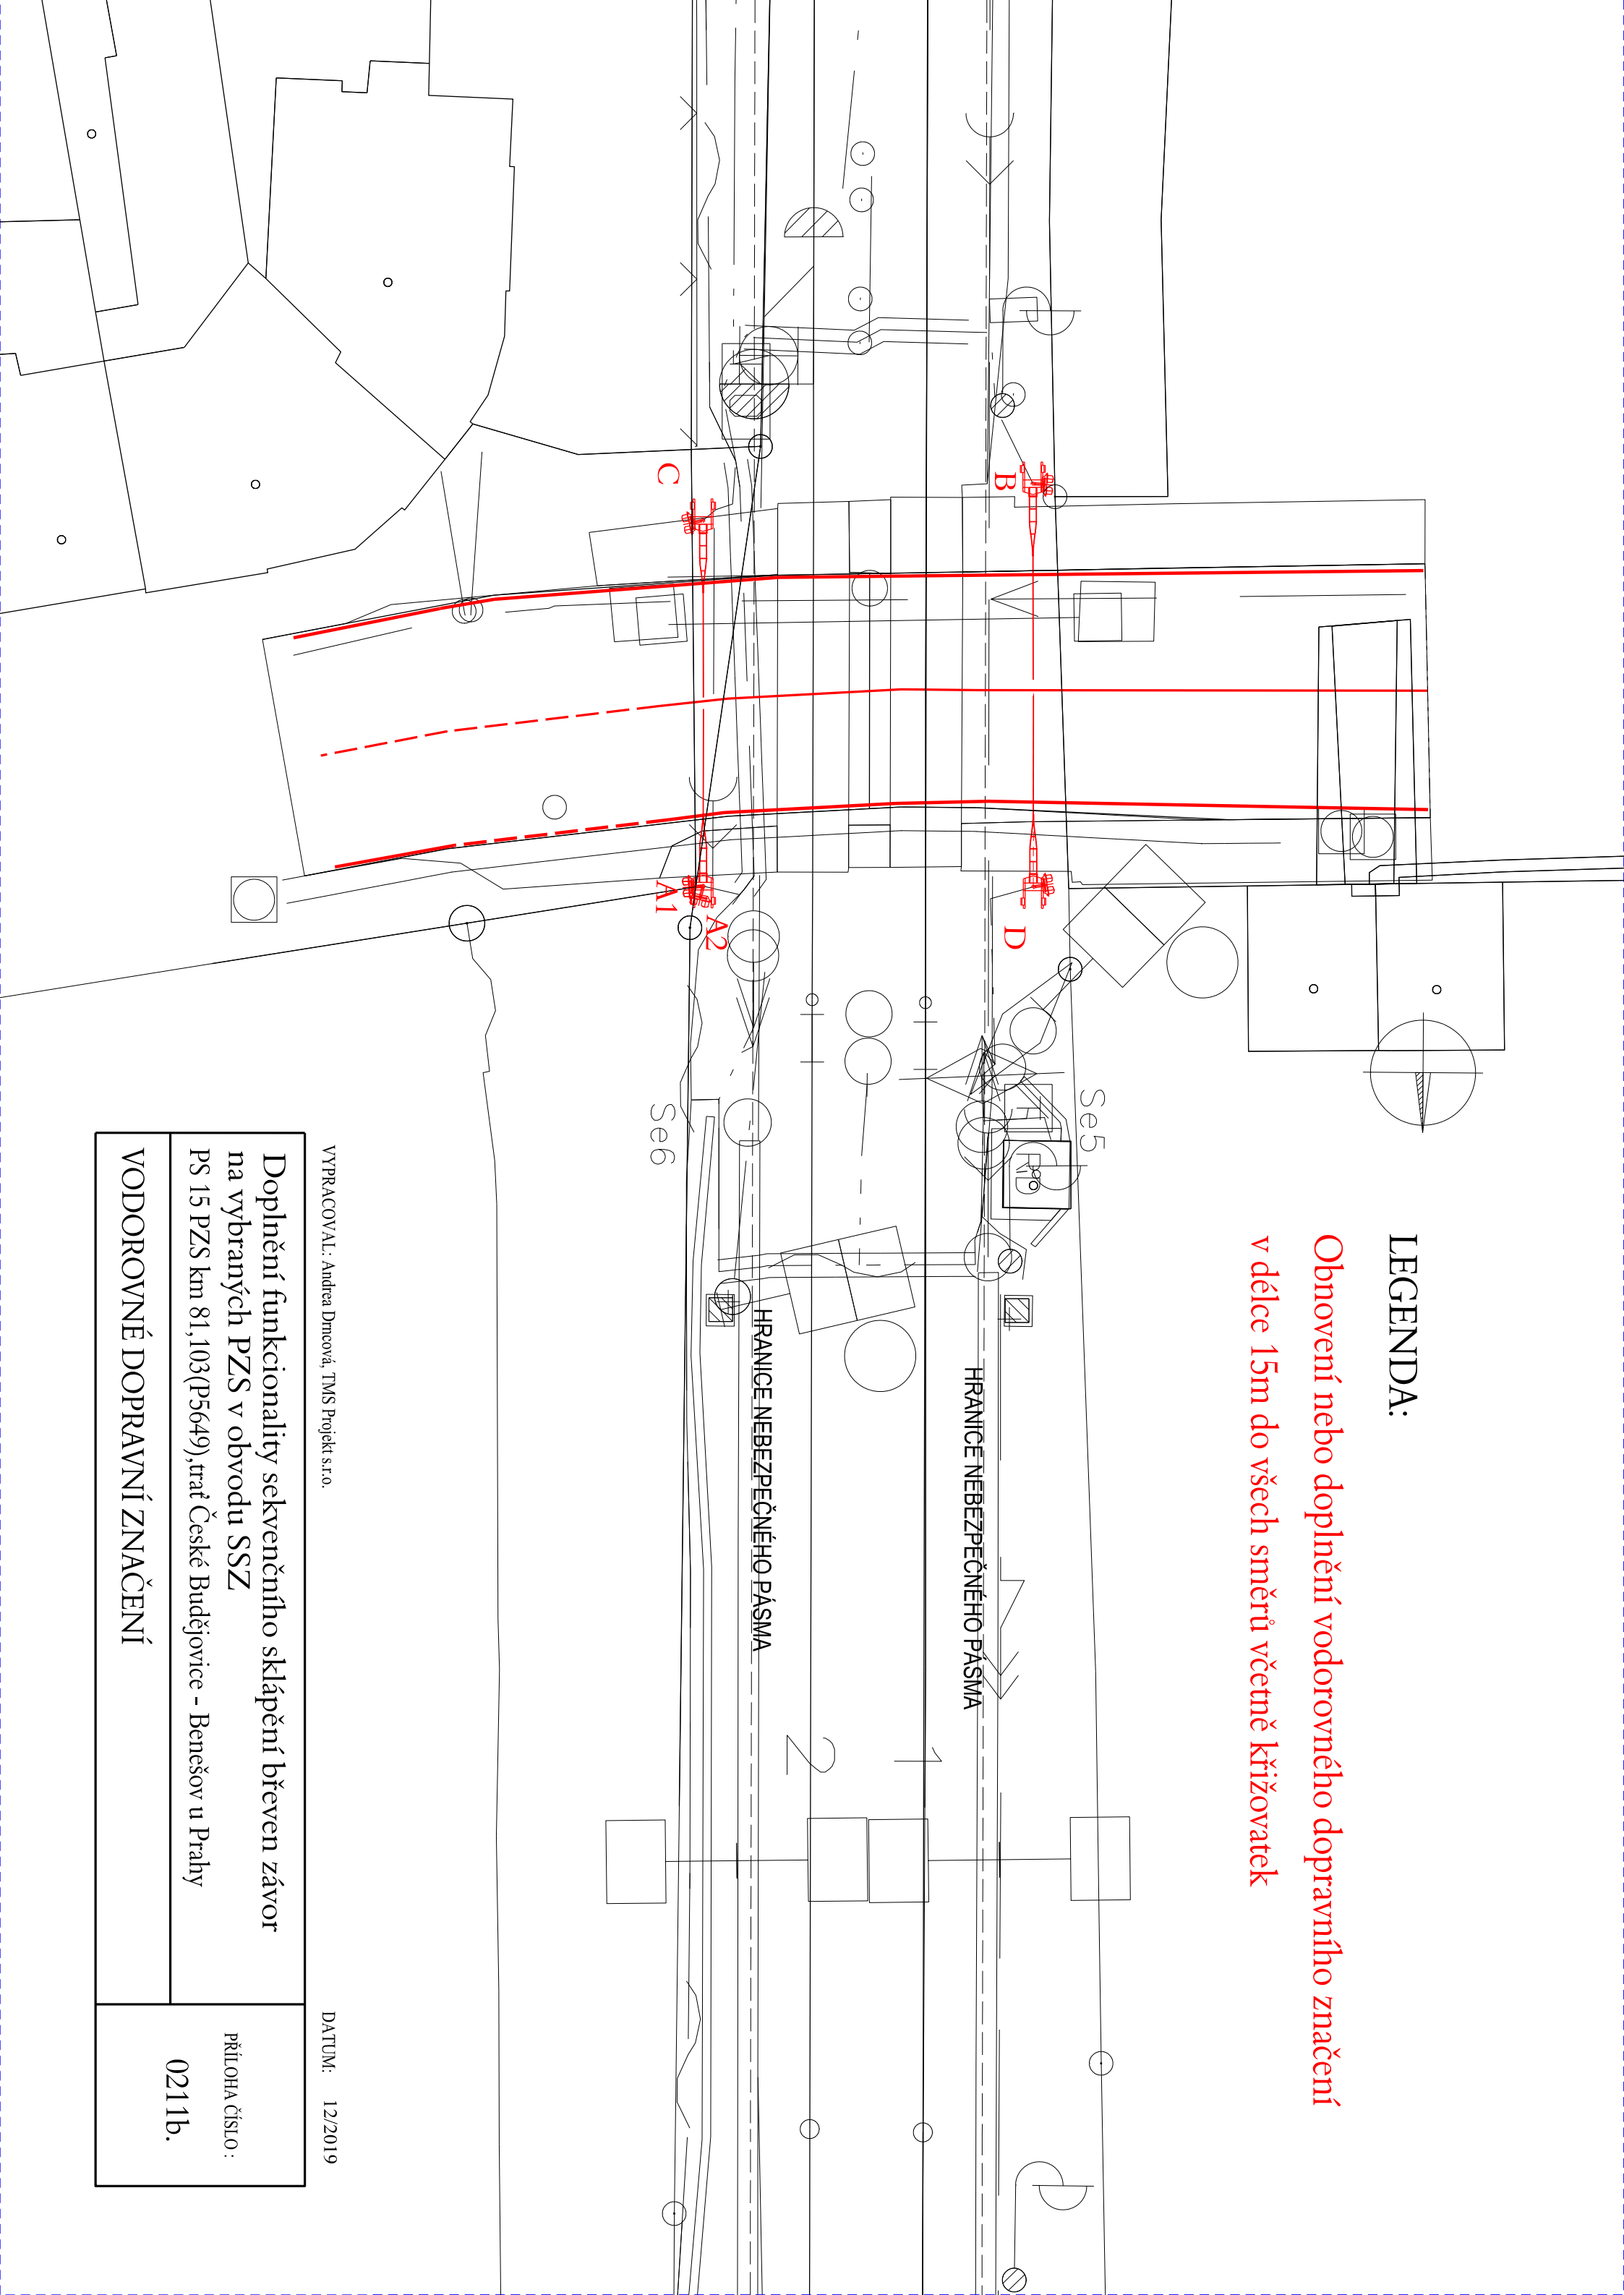 LEGENDA:
Obnovení nebo doplnění vodorovného dopravního značení
v délce 15m do všech směrů včetně křižovatek
B
D
C
A1
A2
Se5
Se6
1
2
HRANICE NEBEZPEČNÉHO PÁSMA
HRANICE NEBEZPEČNÉHO PÁSMA
VYPRACOVAL: Andrea Drncová, TMS Projekt s.r.o.
DATUM: 12/2019
Doplnění funkcionality sekvenčního sklápění břeven závor
na vybraných PZS v obvodu SSZ
PS 15 PZS km 81,103(P5649),trať České Budějovice - Benešov u Prahy
VODOROVNÉ DOPRAVNÍ ZNAČENÍ
PŘÍLOHA ČÍSLO :
0211b.